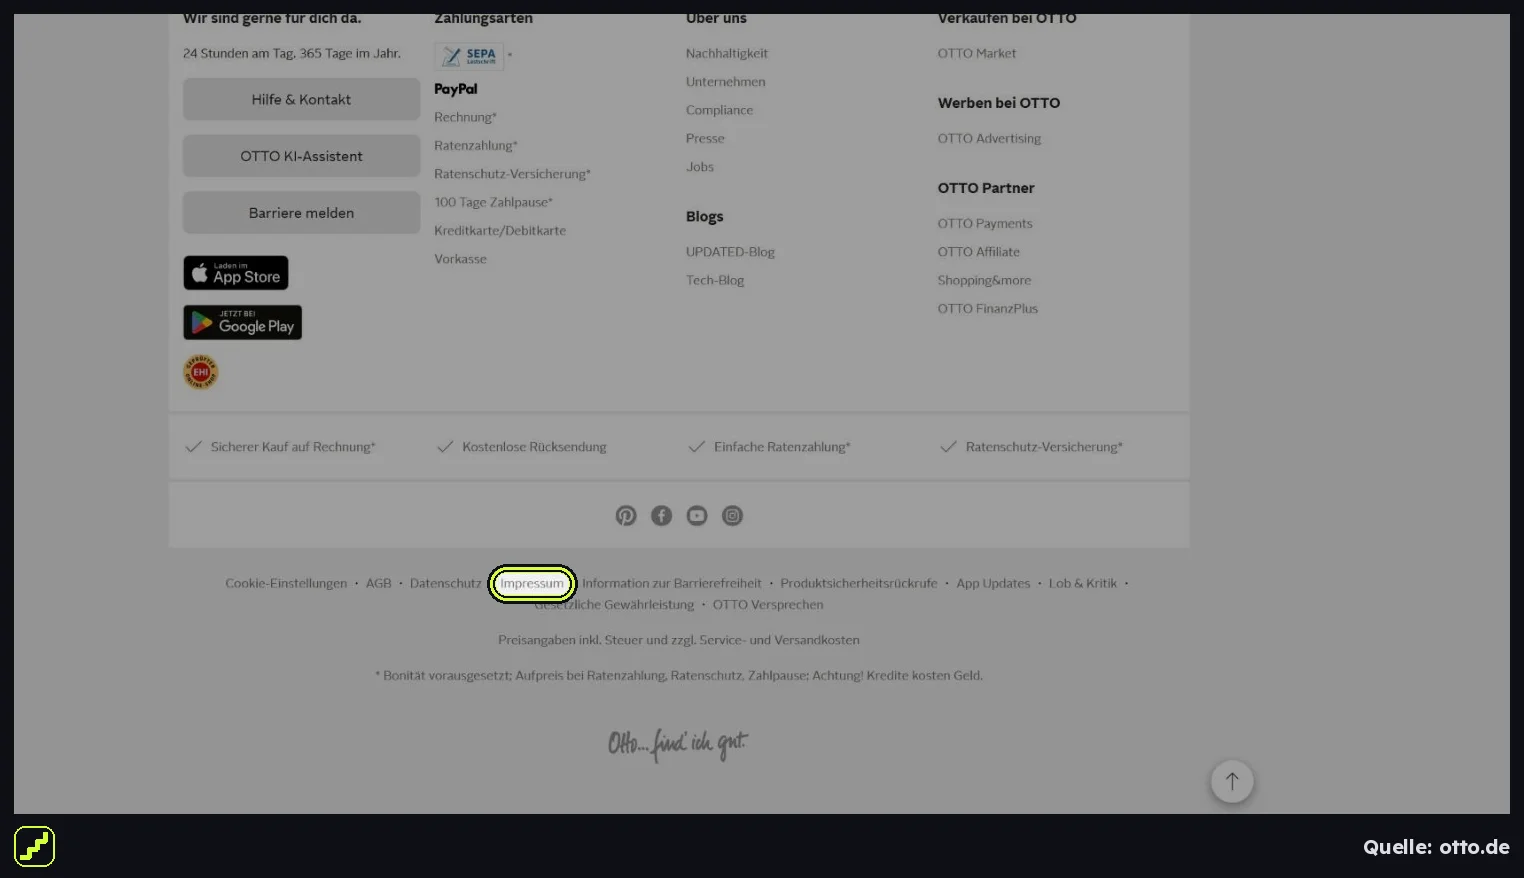 Wir sind gerne für dich da.
24 Stunden am Tag, 365 Tage im Jahr.
Hilfe & Kontakt
OTTO KI-Assistent
Barriere melden
Laden im
App Store
JETZT BEI
Google Play
GEPRÜFTER
EHI
ONLINE-SHOP
Zahlungsarten
SEPA *
Lastschrift
PayPal
Rechnung*
Ratenzahlung*
Ratenschutz-Versicherung*
100 Tage Zahlpause*
Kreditkarte/Debitkarte
Vorkasse
Über uns
Nachhaltigkeit
Unternehmen
Compliance
Presse
Jobs
Blogs
UPDATED-Blog
Tech-Blog
Verkaufen bei OTTO
OTTO Market
Werben bei OTTO
OTTO Advertising
OTTO Partner
OTTO Payments
OTTO Affiliate
Shopping&more
OTTO FinanzPlus
Sicherer Kauf auf Rechnung*
Kostenlose Rücksendung
Einfache Ratenzahlung*
Ratenschutz-Versicherung*
Cookie-Einstellungen • AGB • Datenschutz Impressum Information zur Barrierefreiheit • Produktsicherheitsrückrufe • App Updates • Lob & Kritik •
Gesetzliche Gewährleistung • OTTO Versprechen
Preisangaben inkl. Steuer und zzgl. Service- und Versandkosten
* Bonität vorausgesetzt; Aufpreis bei Ratenzahlung, Ratenschutz, Zahlpause; Achtung! Kredite kosten Geld.
Otto... find' ich gut.
Quelle: otto.de